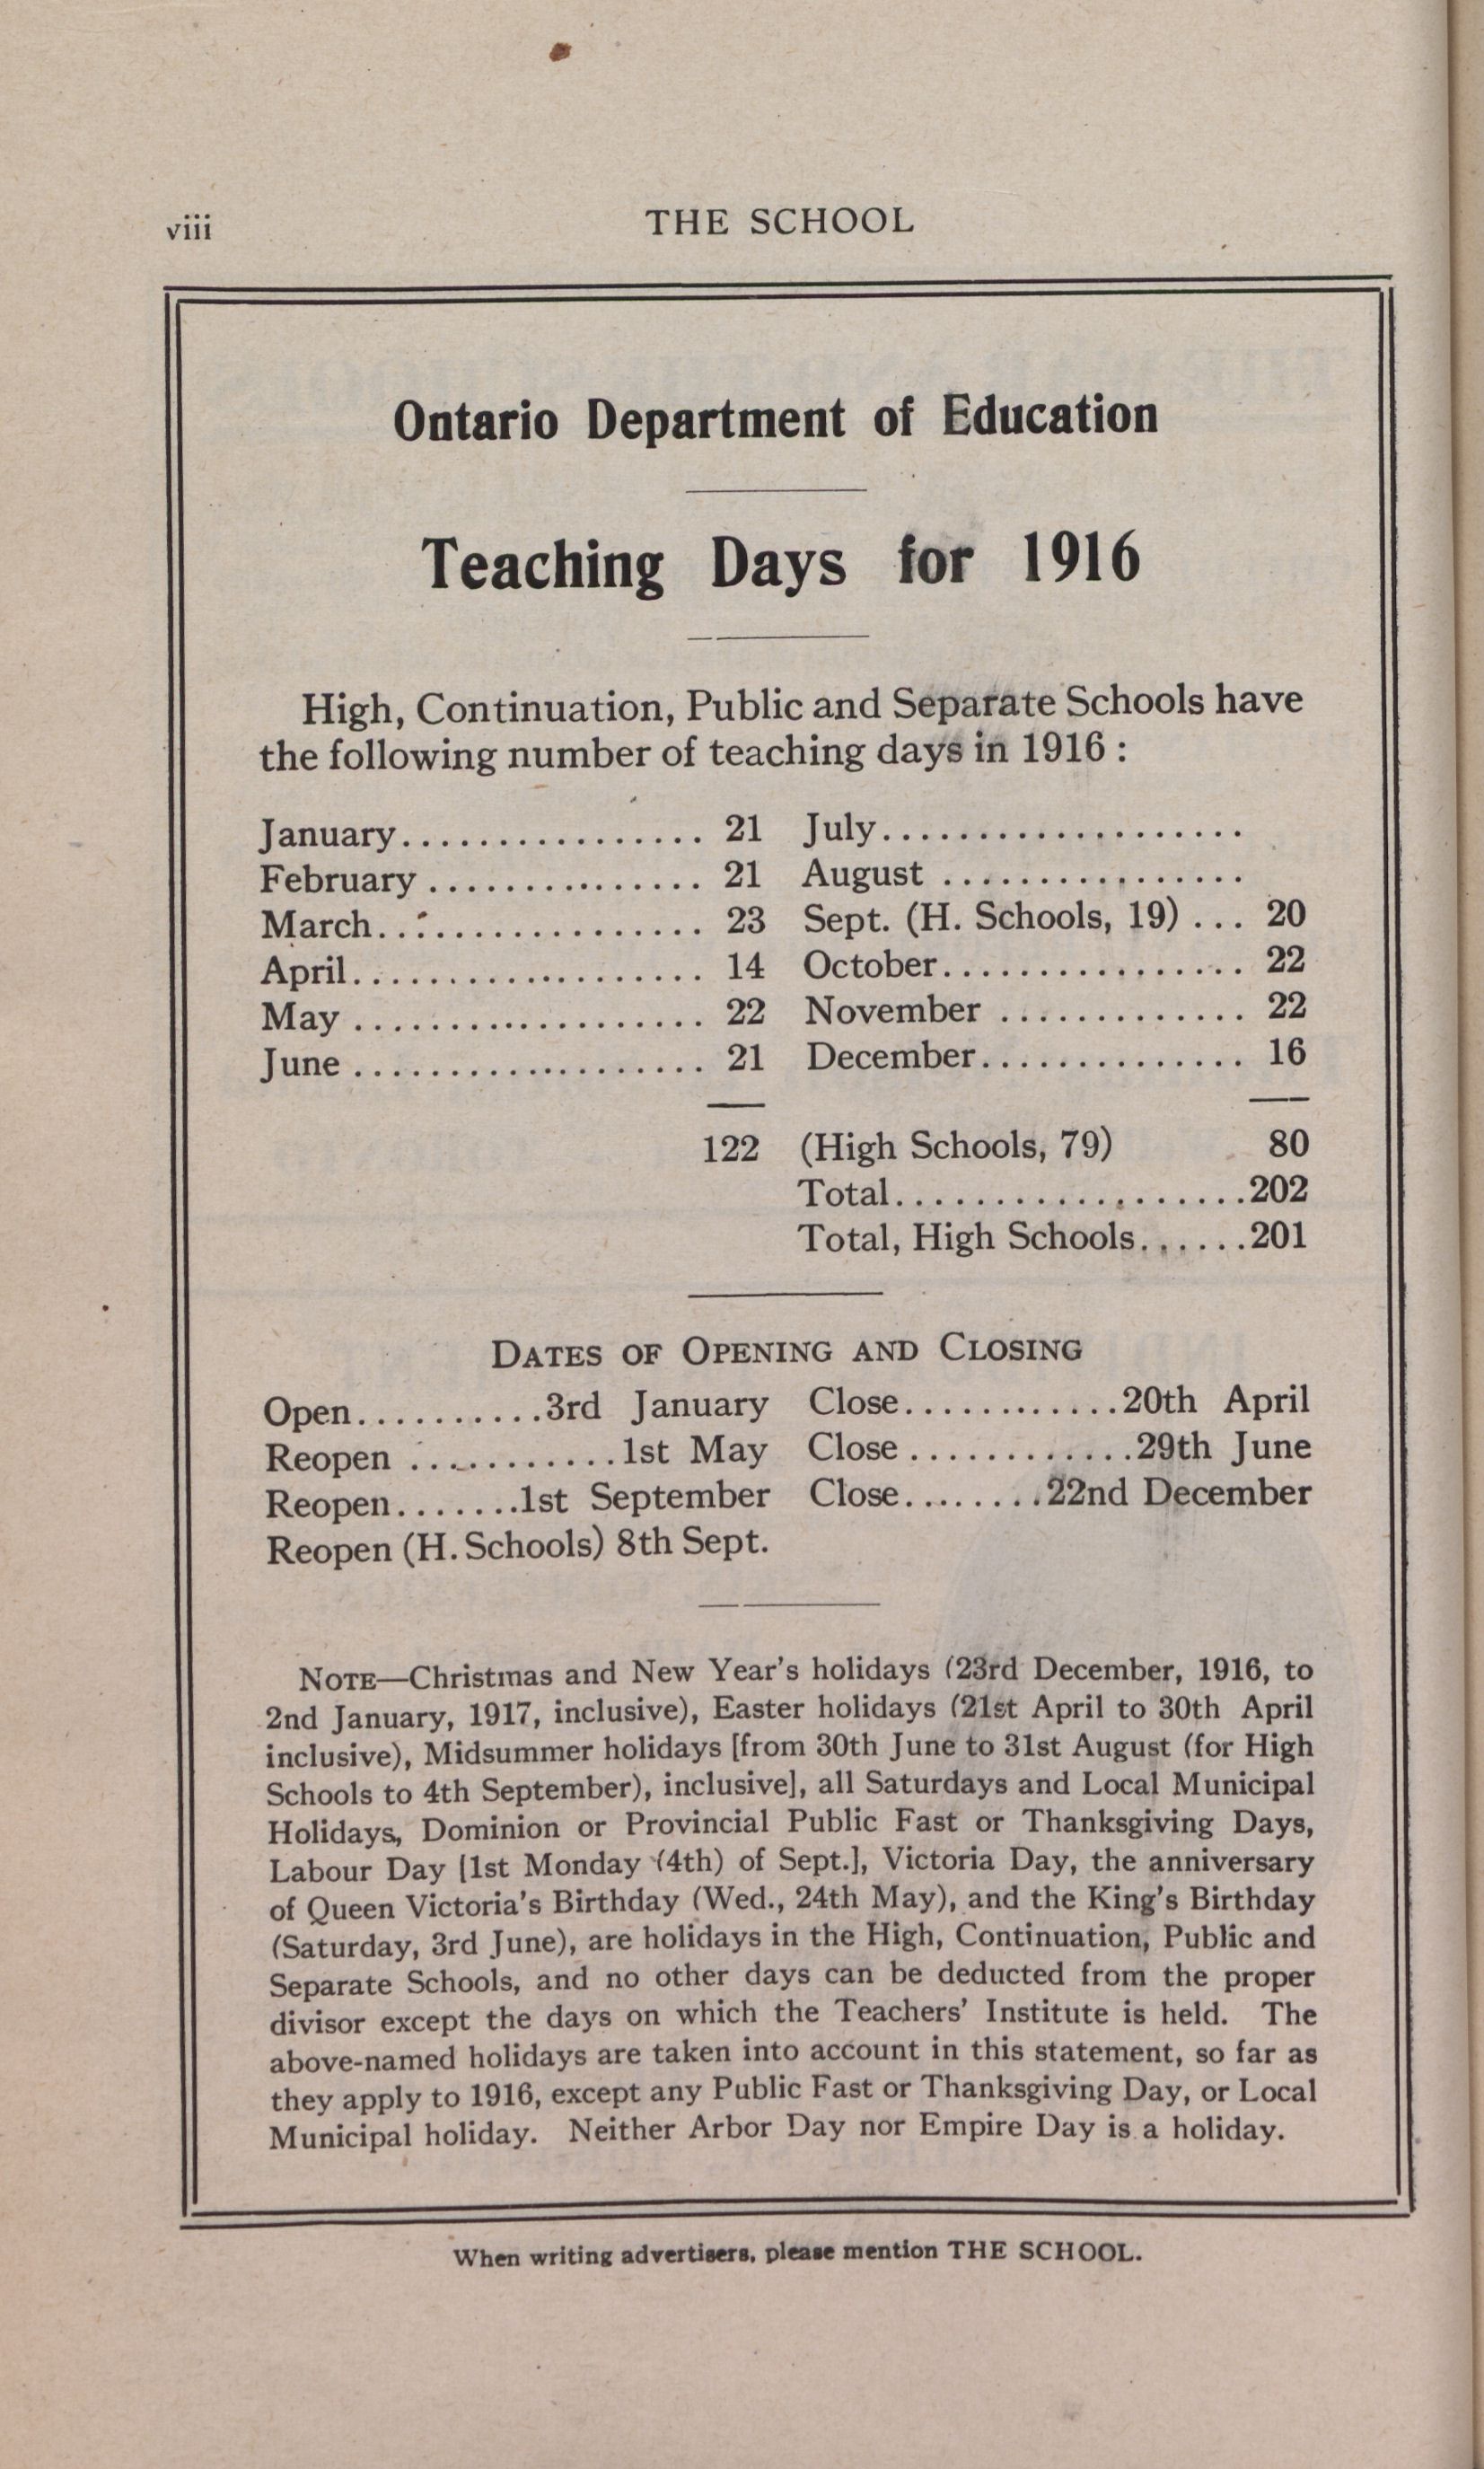 viii
THE SCHOOL
Ontario Department of Education
Teaching Days for 1916
High, Continuation, Public and Separate Schools have
the following number of teaching days in 1916 :
January................ 21 July...................
February............... 21 August ................
March.................. 23 Sept. (H. Schools, 19) ... 20
April................... 14 October................ 22
May ................... 22 November ............. 22
June ................... 21 December.............. 16
122 (High Schools, 79) 80
Total...................202
Total, High Schools......201
DATES OF OPENING AND CLOSING
Open..........3rd January Close............20th April
Reopen ...........1st May Close ............29th June
Reopen.......1st September Close........22nd December
Reopen (H. Schools) 8th Sept.
NOTE—Christmas and New Year's holidays (23rd December, 1916, to
2nd January, 1917, inclusive), Easter holidays (21st April to 30th April
inclusive), Midsummer holidays [from 30th June to 31st August (for High
Schools to 4th September), inclusive], all Saturdays and Local Municipal
Holidays, Dominion or Provincial Public Fast or Thanksgiving Days,
Labour Day [1st Monday (4th) of Sept.], Victoria Day, the anniversary
of Queen Victoria's Birthday (Wed., 24th May), and the King's Birthday
(Saturday, 3rd June), are holidays in the High, Continuation, Public and
Separate Schools, and no other days can be deducted from the proper
divisor except the days on which the Teachers' Institute is held. The
above-named holidays are taken into account in this statement, so far as
they apply to 1916, except any Public Fast or Thanksgiving Day, or Local
Municipal holiday. Neither Arbor Day nor Empire Day is a holiday.
When writing advertisers, please mention THE SCHOOL.